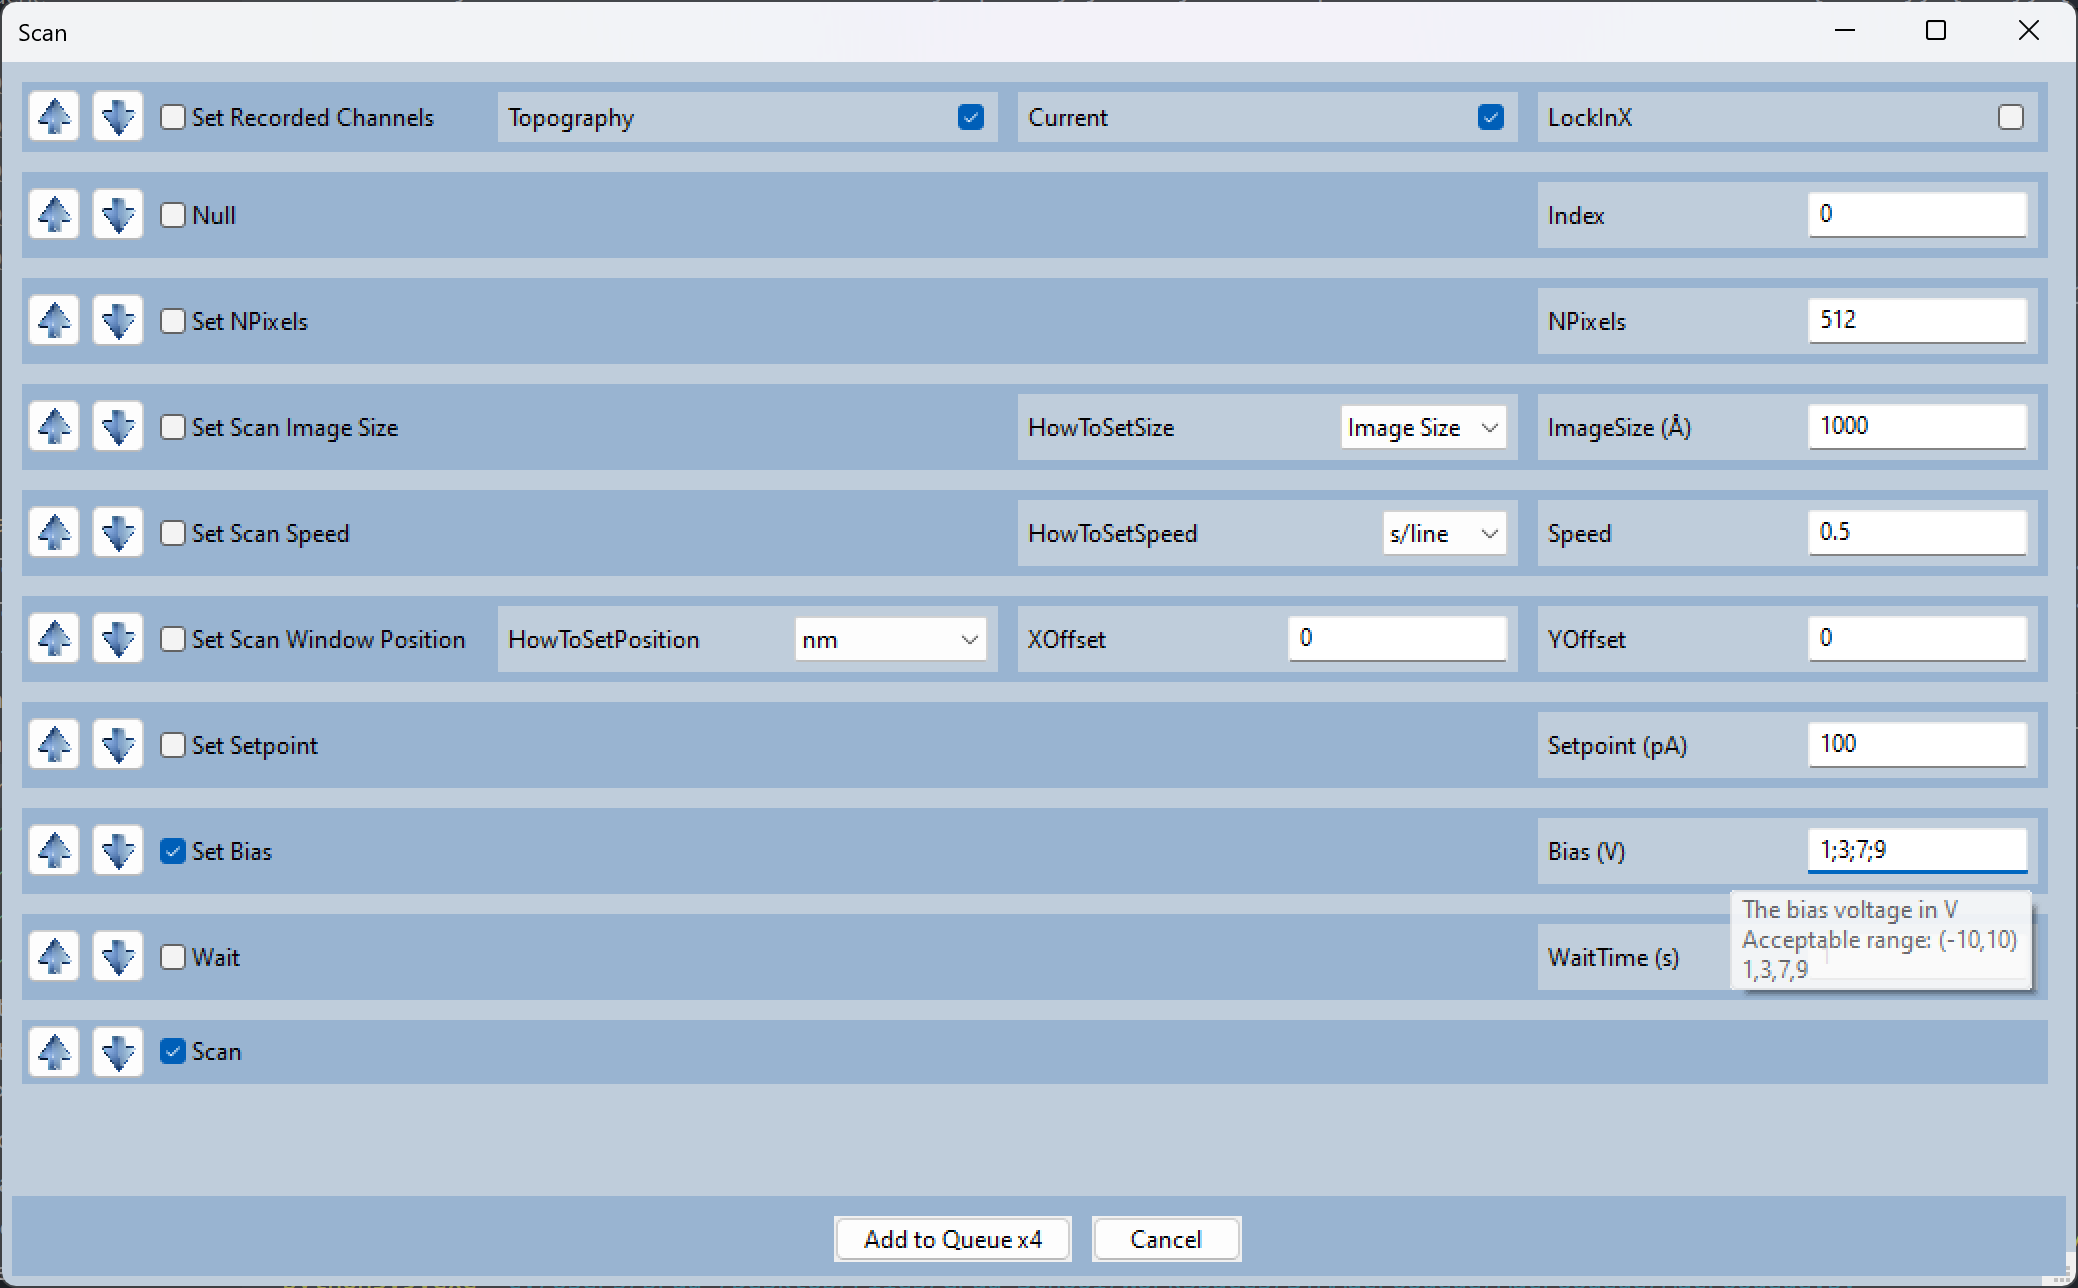 Scan
Set Recorded Channels Topography Current LockInX
Null Index 0
Set NPixels NPixels 512
Set Scan Image Size HowToSetSize Image Size ImageSize (Å) 1000
Set Scan Speed HowToSetSpeed s/line Speed 0.5
Set Scan Window Position HowToSetPosition nm XOffset 0 YOffset 0
Set Setpoint Setpoint (pA) 100
Set Bias Bias (V) 1;3;7;9
The bias voltage in V
Wait WaitTime (s) Acceptable range: (-10,10)
1,3,7,9
Scan
Add to Queue x4 Cancel